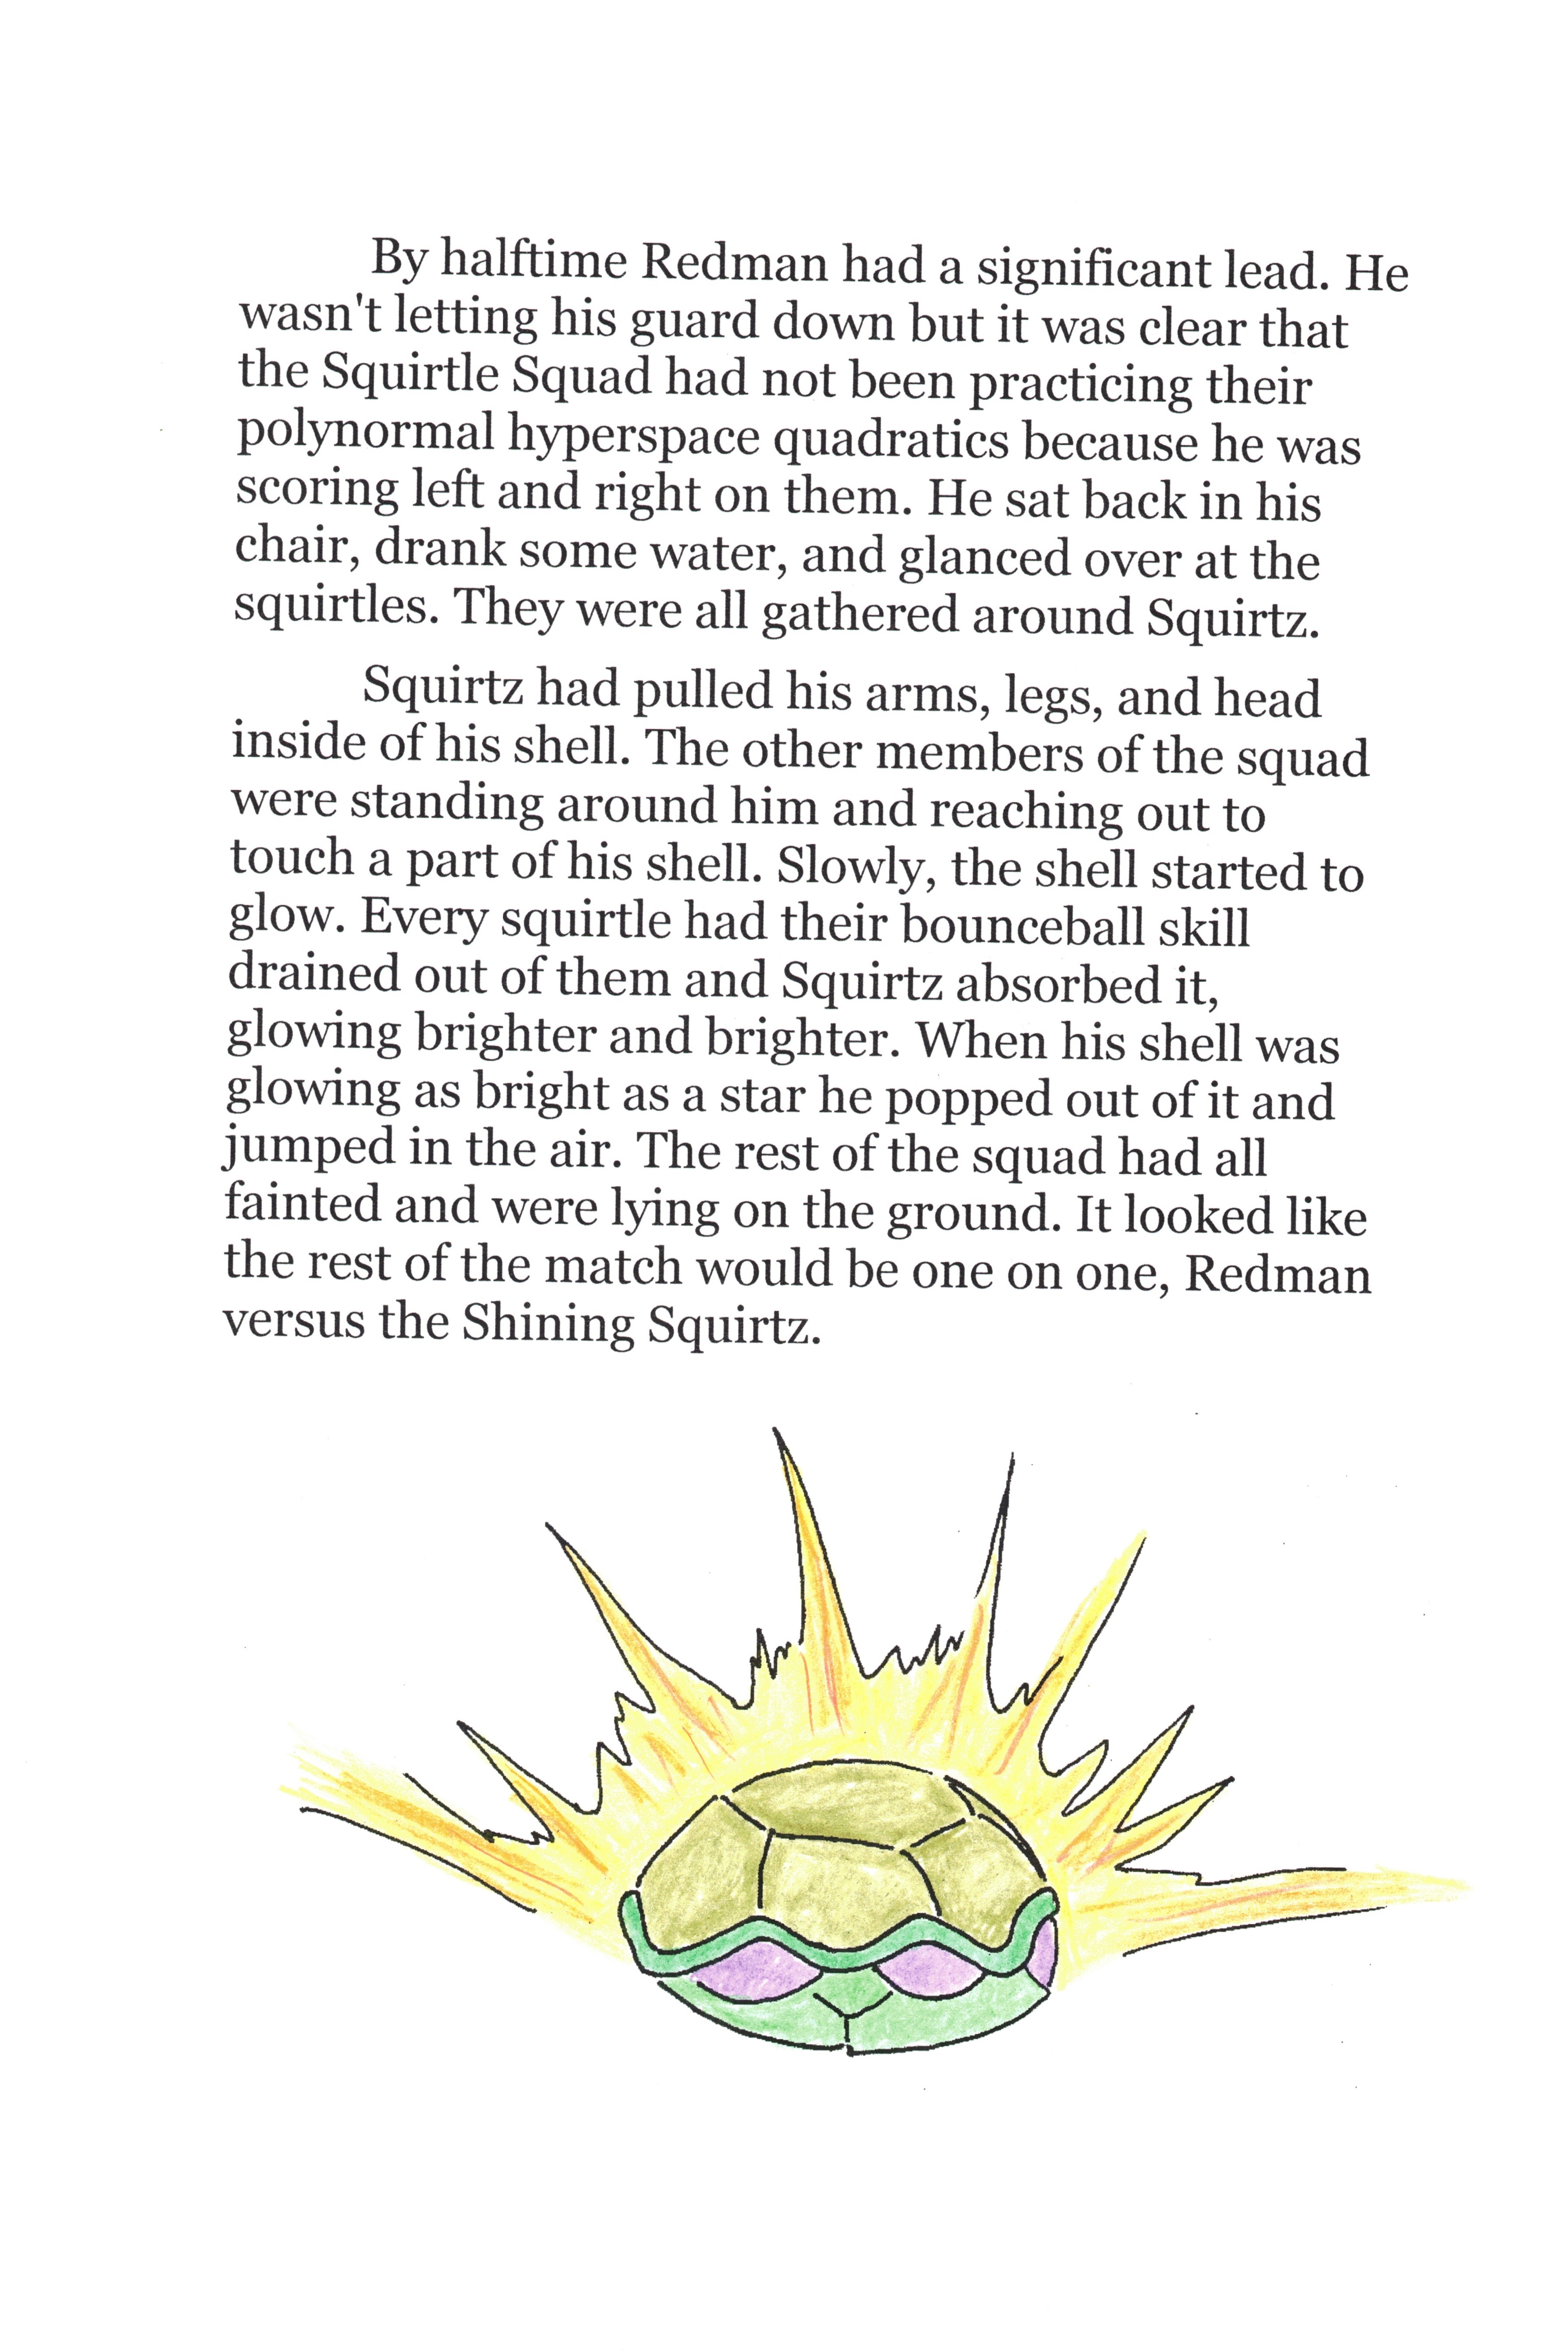 By halftime Redman had a significant lead. He
wasn't letting his guard down but it was clear that
the Squirtle Squad had not been practicing their
polynormal hyperspace quadratics because he was
scoring left and right on them. He sat back in his
chair, drank some water, and glanced over at the
squirtles. They were all gathered around Squirtz.
Squirtz had pulled his arms, legs, and head
inside of his shell. The other members of the squad
were standing around him and reaching out to
touch a part of his shell. Slowly, the shell started to
glow. Every squirtle had their bounceball skill
drained out of them and Squirtz absorbed it,
glowing brighter and brighter. When his shell was
glowing as bright as a star he popped out of it and
jumped in the air. The rest of the squad had all
fainted and were lying on the ground. It looked like
the rest of the match would be one on one, Redman
versus the Shining Squirtz.